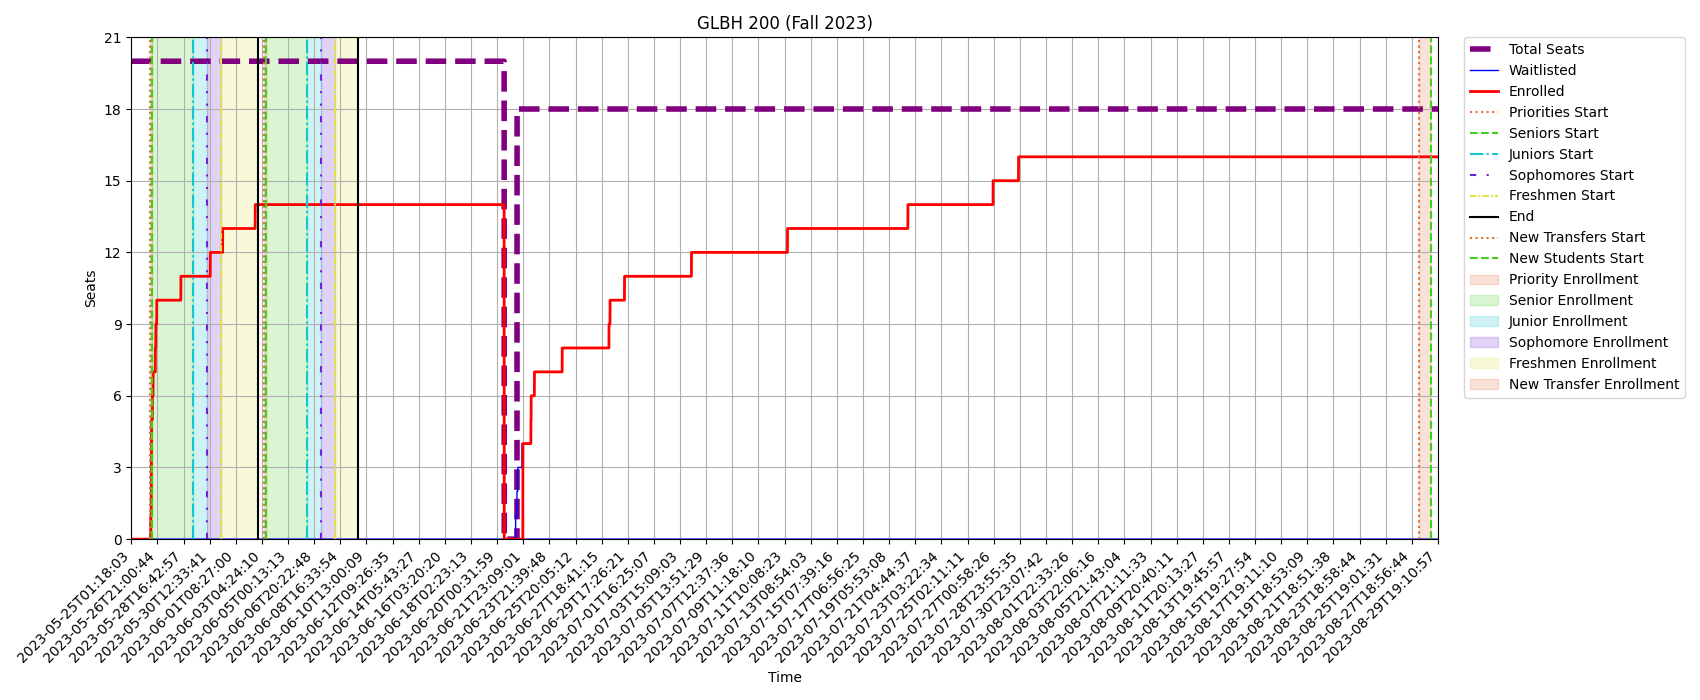 GLBH 200 (Fall 2023)
21
18
15
12
9
6
3
0
Seats
2023-05-25T01:18:03
2023-05-26T21:00:44
2023-05-28T16:42:57
2023-05-30T12:33:41
2023-06-01T08:27:00
2023-06-03T04:24:10
2023-06-05T00:13:13
2023-06-06T20:22:48
2023-06-08T16:33:54
2023-06-10T13:00:09
2023-06-12T09:26:35
2023-06-14T05:43:27
2023-06-16T03:20:20
2023-06-18T02:23:13
2023-06-20T00:31:59
2023-06-21T23:09:01
2023-06-23T21:39:48
2023-06-25T20:05:12
2023-06-27T18:41:15
2023-06-29T17:26:21
2023-07-01T16:25:07
2023-07-03T15:09:03
2023-07-05T13:51:29
2023-07-07T12:37:36
2023-07-09T11:18:10
2023-07-11T10:08:23
2023-07-13T08:54:03
2023-07-15T07:39:16
2023-07-17T06:56:25
2023-07-19T05:53:08
2023-07-21T04:44:37
2023-07-23T03:22:34
2023-07-25T02:11:11
2023-07-27T00:58:26
2023-07-28T23:55:35
2023-07-30T23:07:42
2023-08-01T22:33:26
2023-08-03T22:06:16
2023-08-05T21:43:04
2023-08-07T21:11:33
2023-08-09T20:40:11
2023-08-11T20:13:27
2023-08-13T19:45:57
2023-08-15T19:27:54
2023-08-17T19:11:10
2023-08-19T18:53:09
2023-08-21T18:51:38
2023-08-23T18:58:44
2023-08-25T19:01:31
2023-08-27T18:56:44
2023-08-29T19:10:57
Time
Total Seats
Waitlisted
Enrolled
Priorities Start
Seniors Start
Juniors Start
Sophomores Start
Freshmen Start
End
New Transfers Start
New Students Start
Priority Enrollment
Senior Enrollment
Junior Enrollment
Sophomore Enrollment
Freshmen Enrollment
New Transfer Enrollment